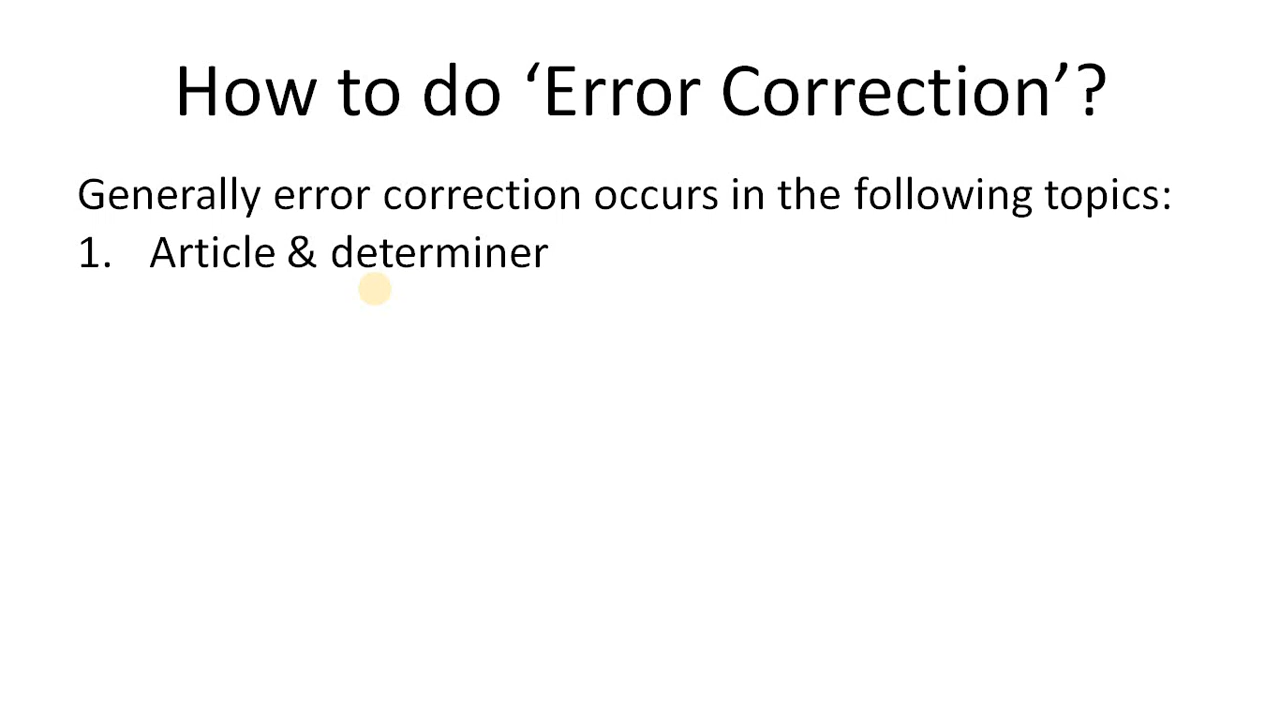 How to do ‘Error Correction’?
Generally error correction occurs in the following topics:
1. Article & determiner